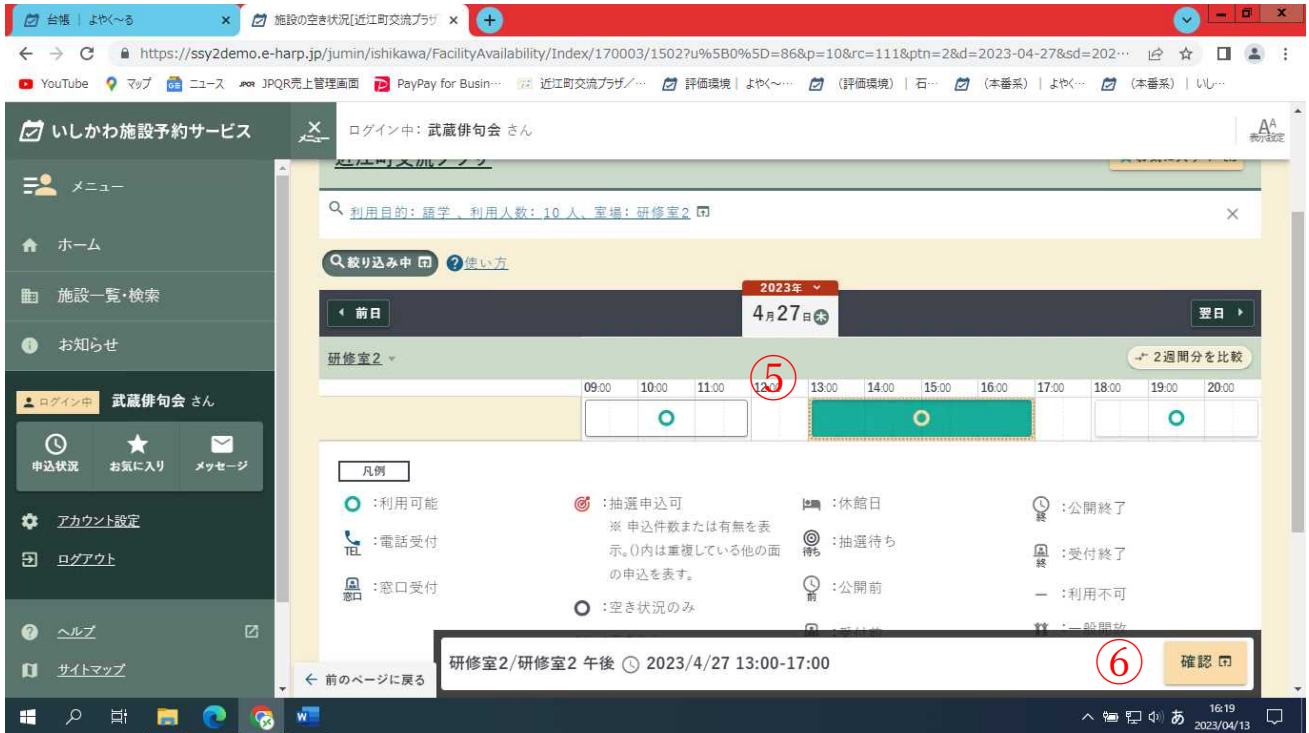 台帳 | よやく～る
施設の空き状況[近江町交流プラザ
https://ssy2demo.e-harp.jp/jumin/ishikawa/FacilityAvailability/Index/170003/1502?u%5B0%5D=86&p=10&rc=111&ptn=2&d=2023-04-27&sd=202…
YouTube マップ ニュース JPQR売上管理画面 PayPay for Busin… 近江町交流プラザ／… 評価環境 | よやく～… （評価環境） | 石… （本番系） | よやく… （本番系） | いし…
いしかわ施設予約サービス
メニュー
ログイン中: 武蔵俳句会 さん
AA
表示設定
メニュー
ホーム
施設一覧・検索
お知らせ
ログイン中 武蔵俳句会 さん
申込状況 お気に入り メッセージ
アカウント設定
ログアウト
ヘルプ
サイトマップ
近江町交流プラザ
利用目的: 語学 、利用人数: 10 人、室場: 研修室2
絞り込み中 使い方
2023年
前日 4月27日木 翌日
研修室2 2週間分を比較
⑤
09:00 10:00 11:00 12:00 13:00 14:00 15:00 16:00 17:00 18:00 19:00 20:00
凡例
:利用可能
TEL :電話受付
窓口 :窓口受付
:抽選申込可
※ 申込件数または有無を表
示。()内は重複している他の面
の申込を表す。
:空き状況のみ
:休館日
待ち :抽選待ち
前 :公開前
:受付前
終 :公開終了
終 :受付終了
:利用不可
:一般開放
前のページに戻る
研修室2/研修室2 午後 2023/4/27 13:00-17:00
⑥
確認
あ
16:19
2023/04/13